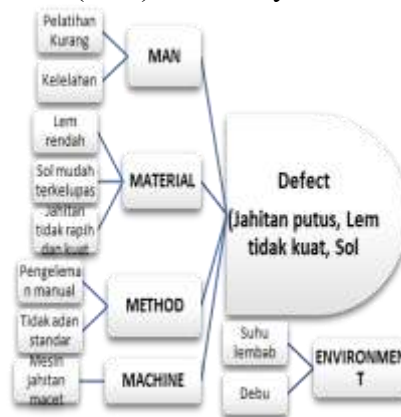 Pelatihan
Kurang
Kelelahan
MAN
Lem
rendah
Sol mudah
terkelupas
Jahitan
tidak rapih
dan kuat
MATERIAL
Pengelema
n manual
Tidak adan
standar
METHOD
Mesin
jahitan
macet
MACHINE
Defect
(Jahitan putus, Lem
tidak kuat, Sol
Suhu
lembab
Debu
ENVIRONMEN
T